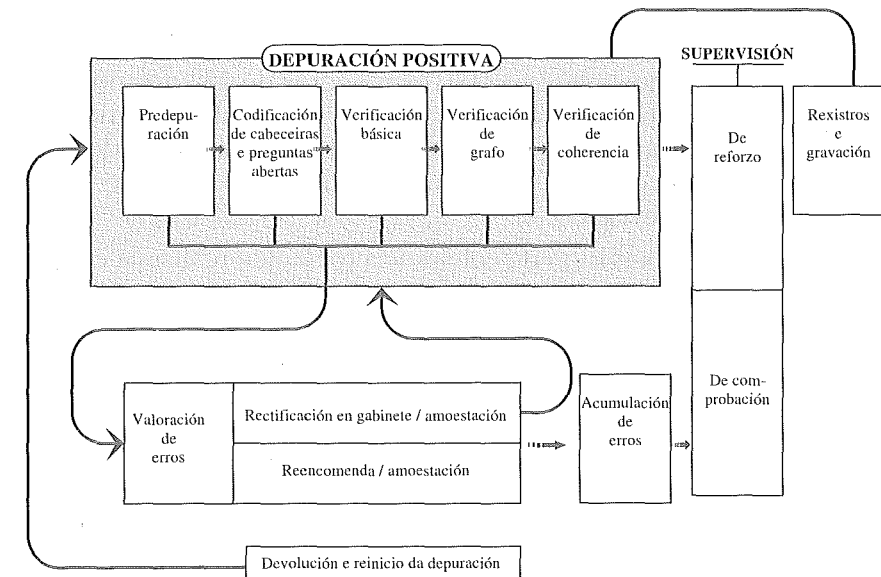 DEPURACIÓN POSITIVA
SUPERVISIÓN
Predepu-
ración
Codificación
de cabeceiras
e preguntas
abertas
Verificación
básica
Verificación
de
grafo
Verificación
de
coherencia
De
reforzo
Rexistros
e
gravación
Valoración
de
erros
Rectificación en gabinete / amoestación
Reencomenda / amoestación
Acumulación
de
erros
De com-
probación
Devolución e reinicio da depuración